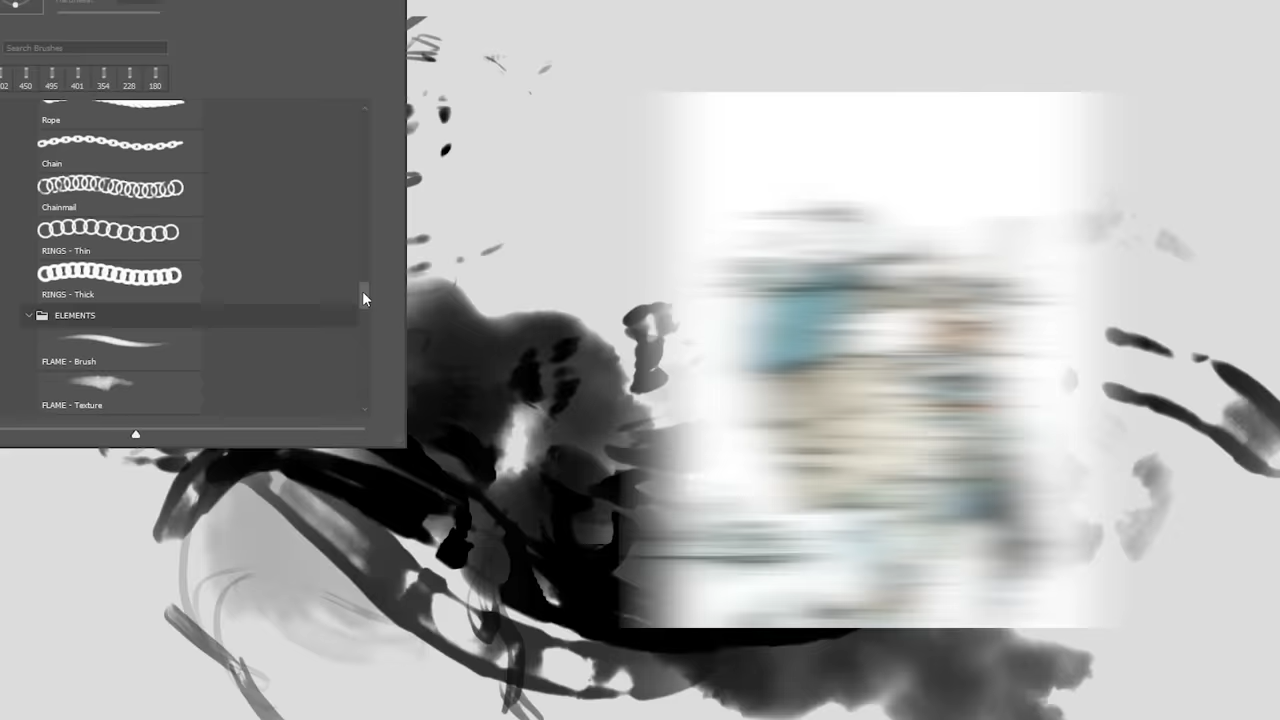 Search Brushes
02 450 495 401 354 228 180
Rope
Chain
Chainmail
RINGS - Thin
RINGS - Thick
ELEMENTS
FLAME - Brush
FLAME - Texture